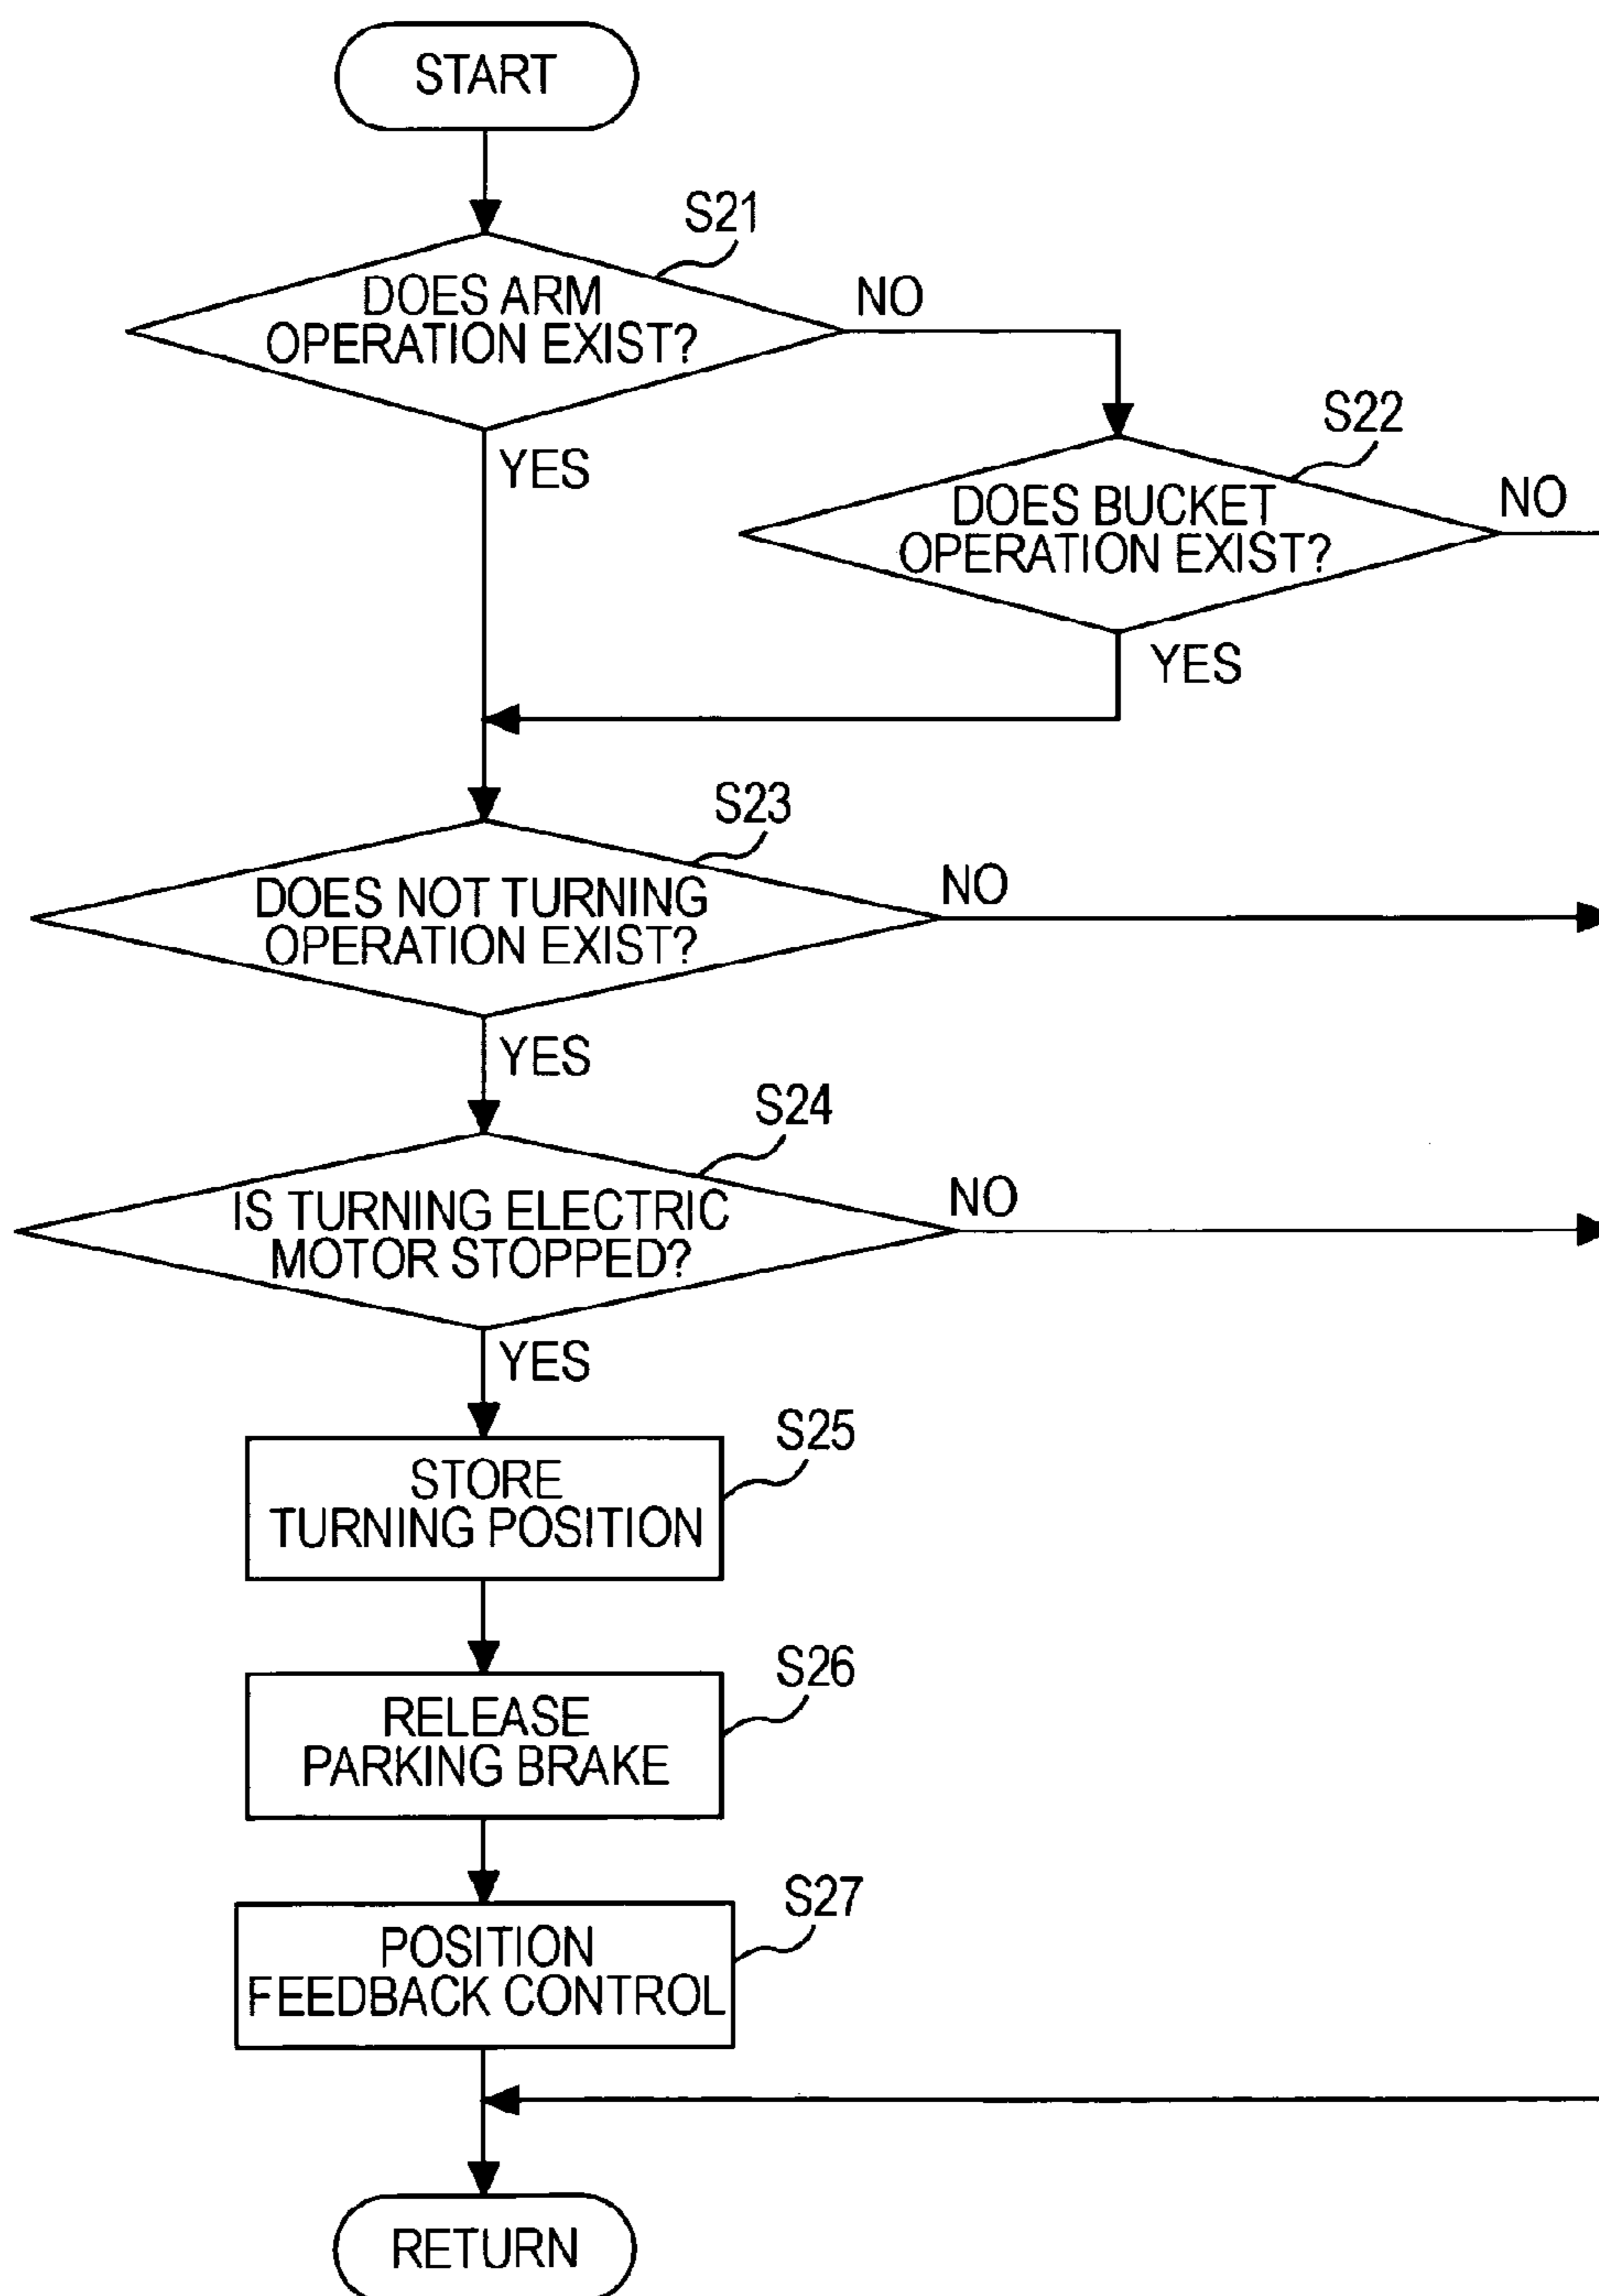 START
S21
DOES ARM
OPERATION EXIST?
NO
YES
S22
DOES BUCKET
OPERATION EXIST?
NO
YES
S23
DOES NOT TURNING
OPERATION EXIST?
NO
YES
S24
IS TURNING ELECTRIC
MOTOR STOPPED?
NO
YES
S25
STORE
TURNING POSITION
S26
RELEASE
PARKING BRAKE
S27
POSITION
FEEDBACK CONTROL
RETURN